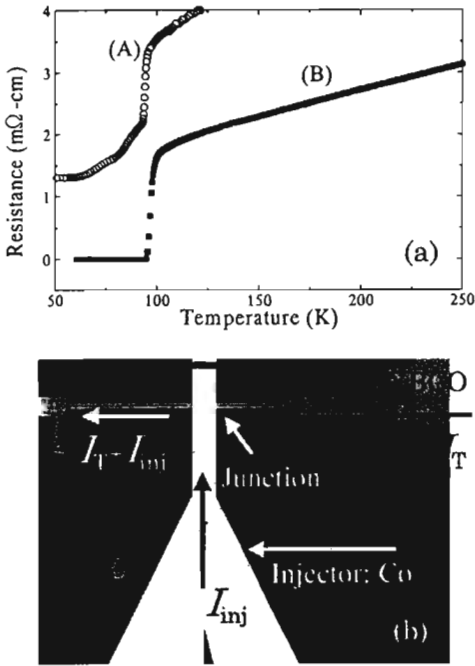 4
3
2
1
0
Resistance (mΩ-cm)
(A)
(B)
(a)
50 100 150 200 250
Temperature (K)
I_T - I_inj
Junction
I_T
Injector: Co
I_inj
(b)